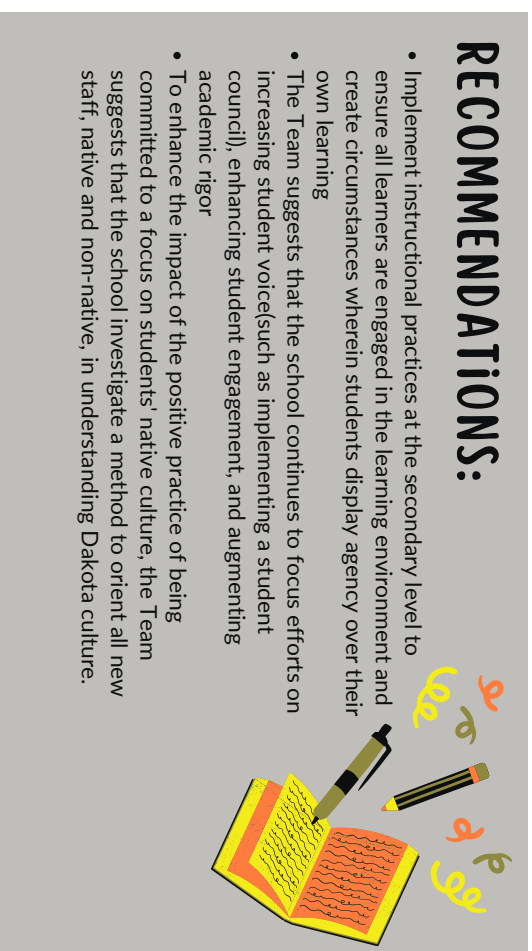 RECOMMENDATIONS:
• Implement instructional practices at the secondary level to
ensure all learners are engaged in the learning environment and
create circumstances wherein students display agency over their
own learning
• The Team suggests that the school continues to focus efforts on
increasing student voice(such as implementing a student
council), enhancing student engagement, and augmenting
academic rigor
• To enhance the impact of the positive practice of being
committed to a focus on students' native culture, the Team
suggests that the school investigate a method to orient all new
staff, native and non-native, in understanding Dakota culture.